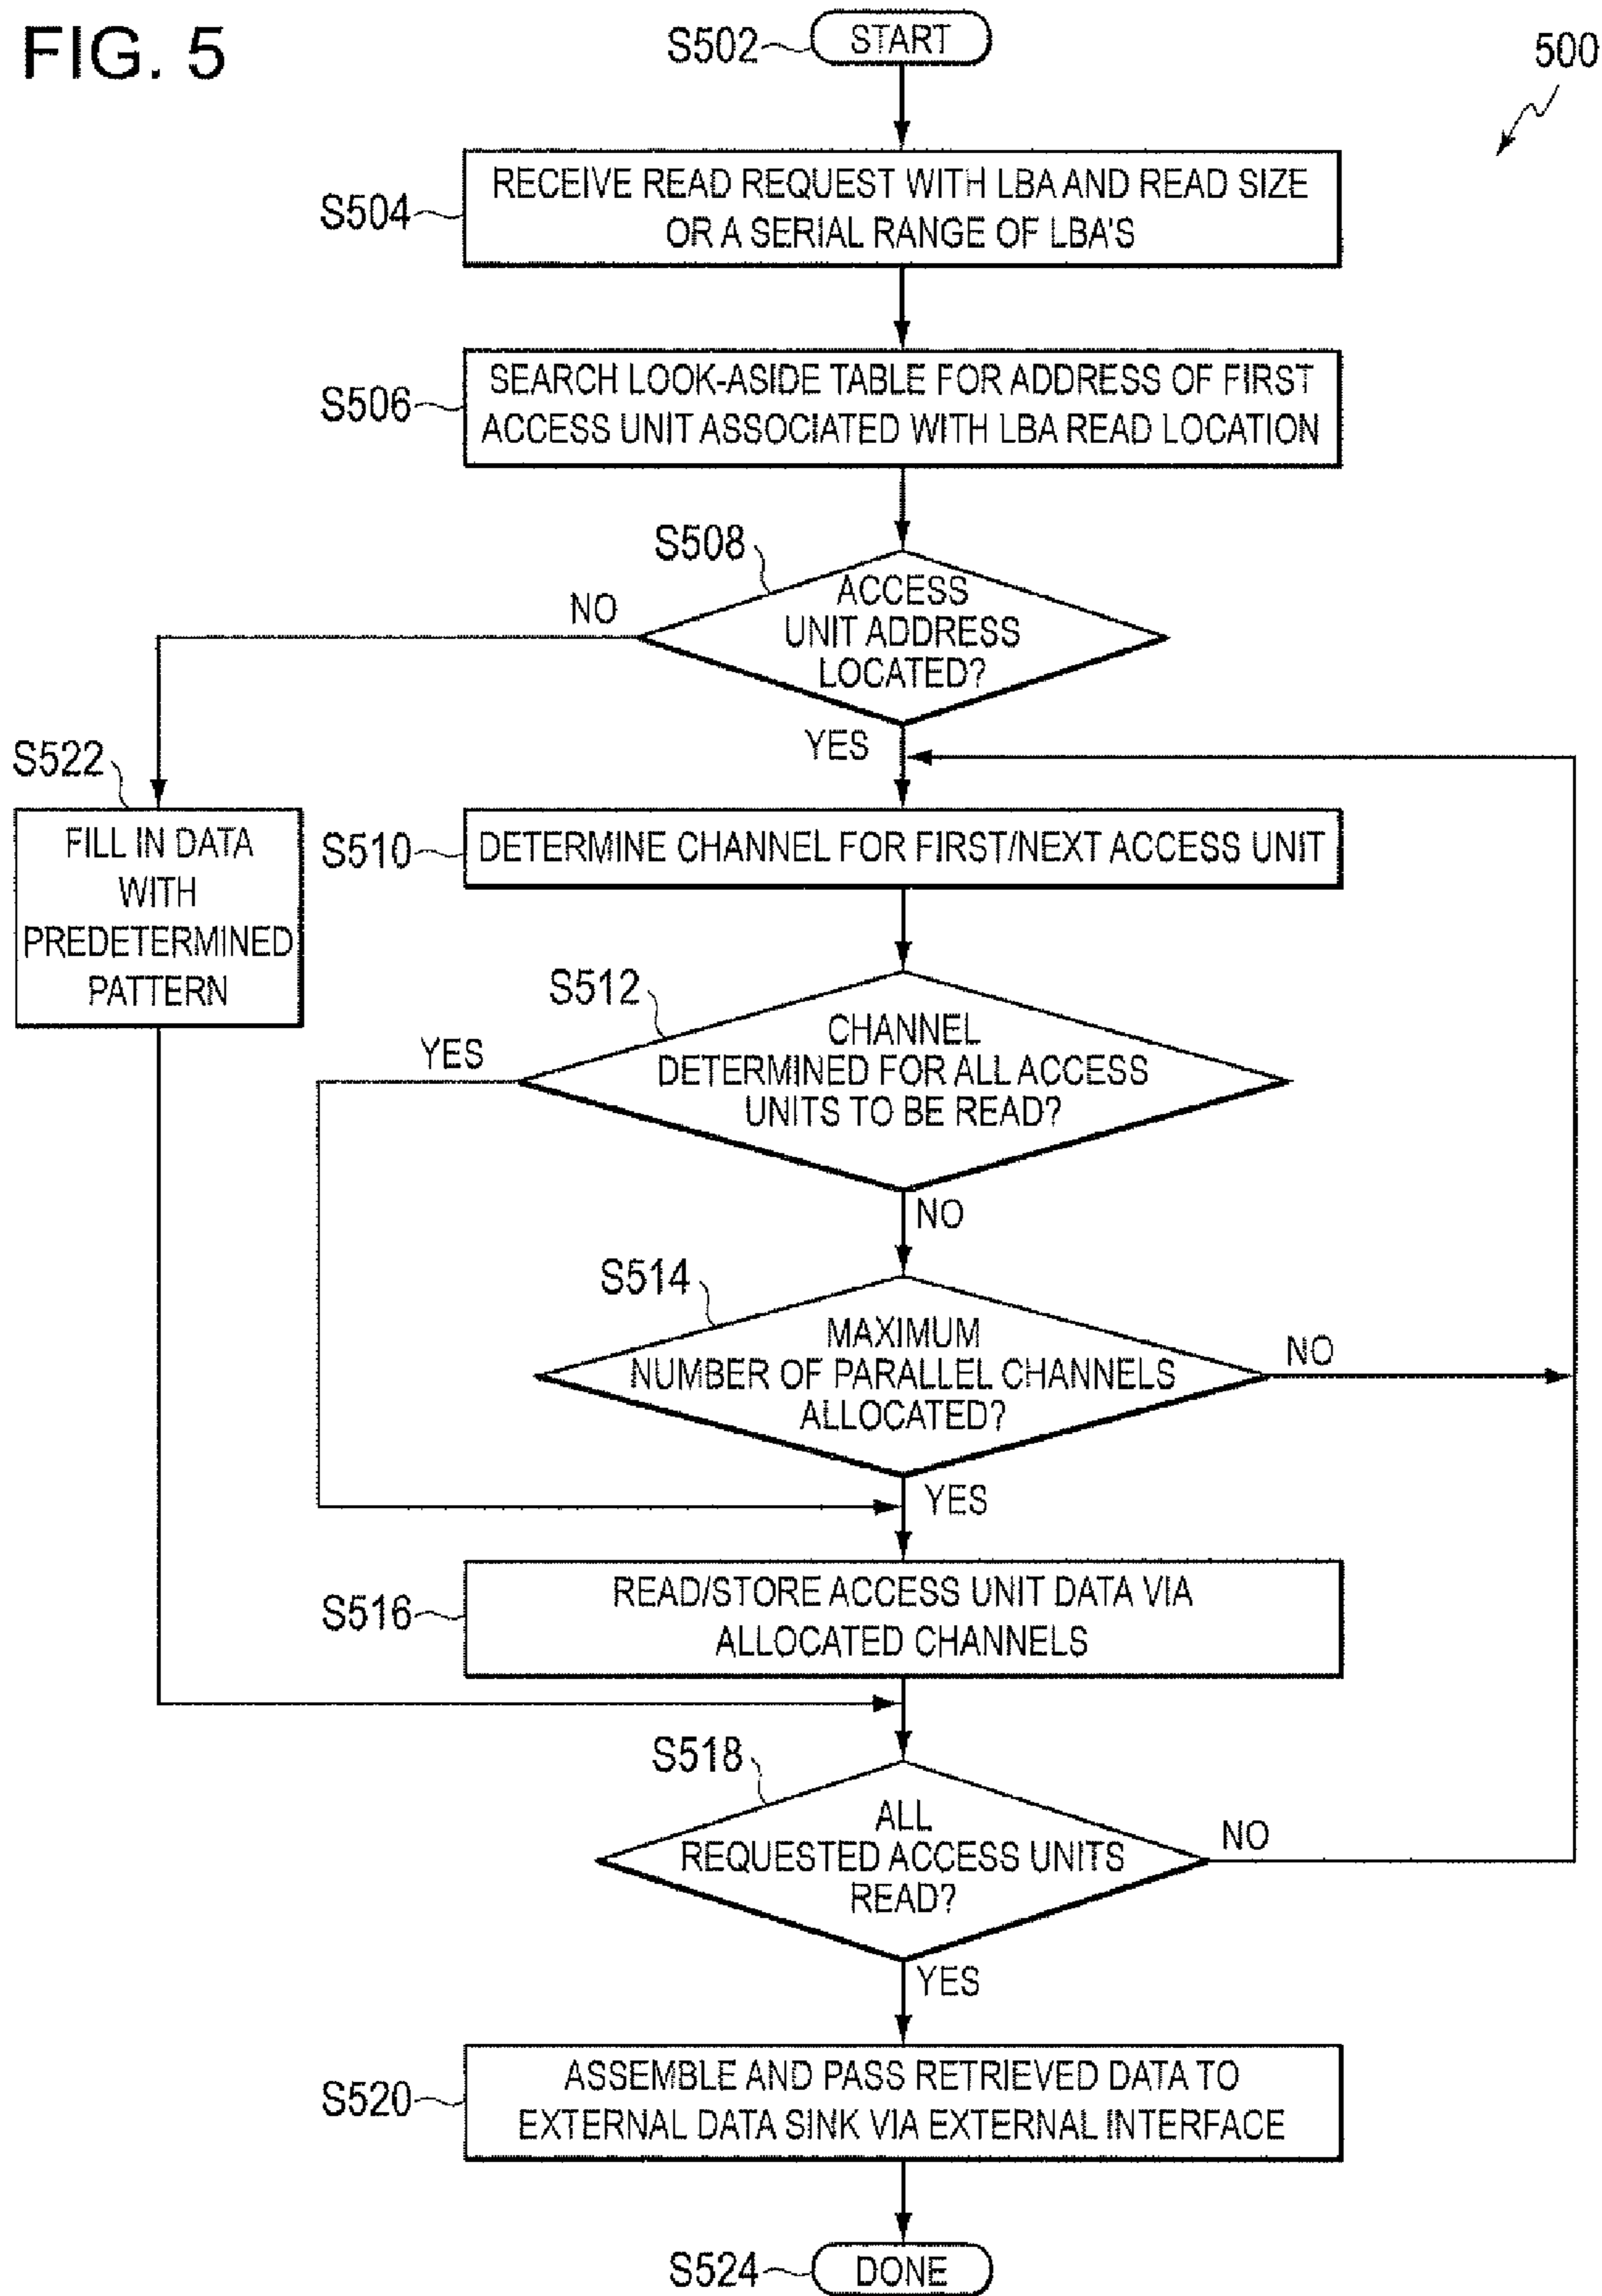 FIG. 5
500
S502
START
S504
RECEIVE READ REQUEST WITH LBA AND READ SIZE
OR A SERIAL RANGE OF LBA'S
S506
SEARCH LOOK-ASIDE TABLE FOR ADDRESS OF FIRST
ACCESS UNIT ASSOCIATED WITH LBA READ LOCATION
S508
ACCESS
UNIT ADDRESS
LOCATED?
NO
YES
S522
FILL IN DATA
WITH
PREDETERMINED
PATTERN
S510
DETERMINE CHANNEL FOR FIRST/NEXT ACCESS UNIT
S512
CHANNEL
DETERMINED FOR ALL ACCESS
UNITS TO BE READ?
YES
NO
S514
MAXIMUM
NUMBER OF PARALLEL CHANNELS
ALLOCATED?
NO
YES
S516
READ/STORE ACCESS UNIT DATA VIA
ALLOCATED CHANNELS
S518
ALL
REQUESTED ACCESS UNITS
READ?
NO
YES
S520
ASSEMBLE AND PASS RETRIEVED DATA TO
EXTERNAL DATA SINK VIA EXTERNAL INTERFACE
S524
DONE